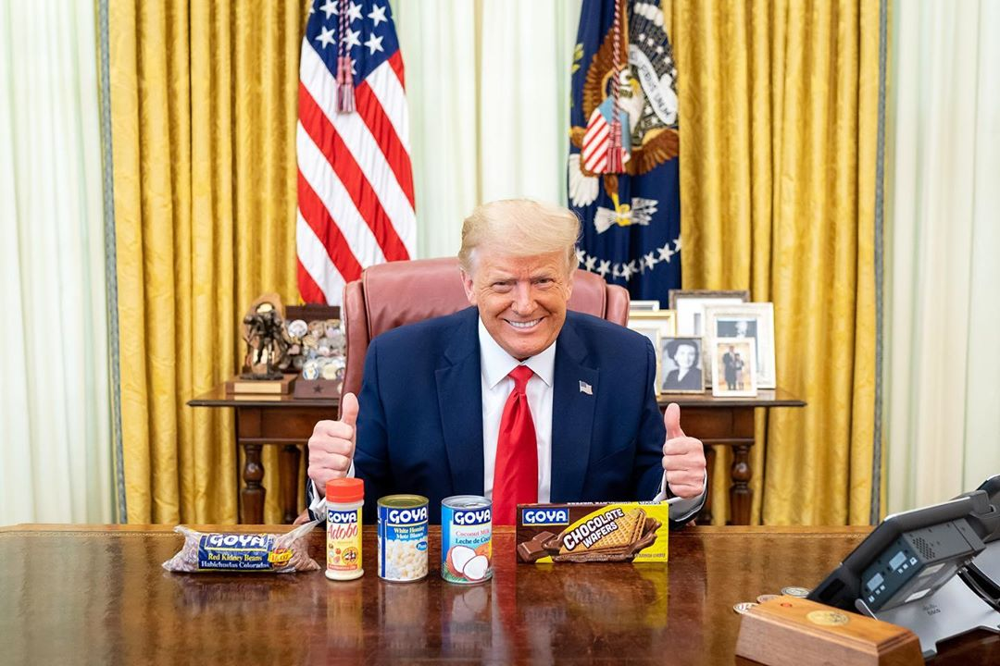 GOYA
Red Kidney Beans
Habichuelas Coloradas
GOYA
Adobo
GOYA
White Hominy
Mote Blanco
GOYA
Coconut Milk
Leche de Coco
GOYA
CHOCOLATE
WAFERS
CISCO